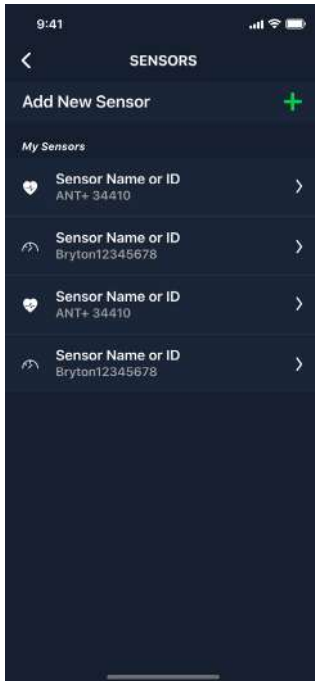 9:41
SENSORS
Add New Sensor
My Sensors
Sensor Name or ID
ANT+ 34410
Sensor Name or ID
Bryton12345678
Sensor Name or ID
ANT+ 34410
Sensor Name or ID
Bryton12345678